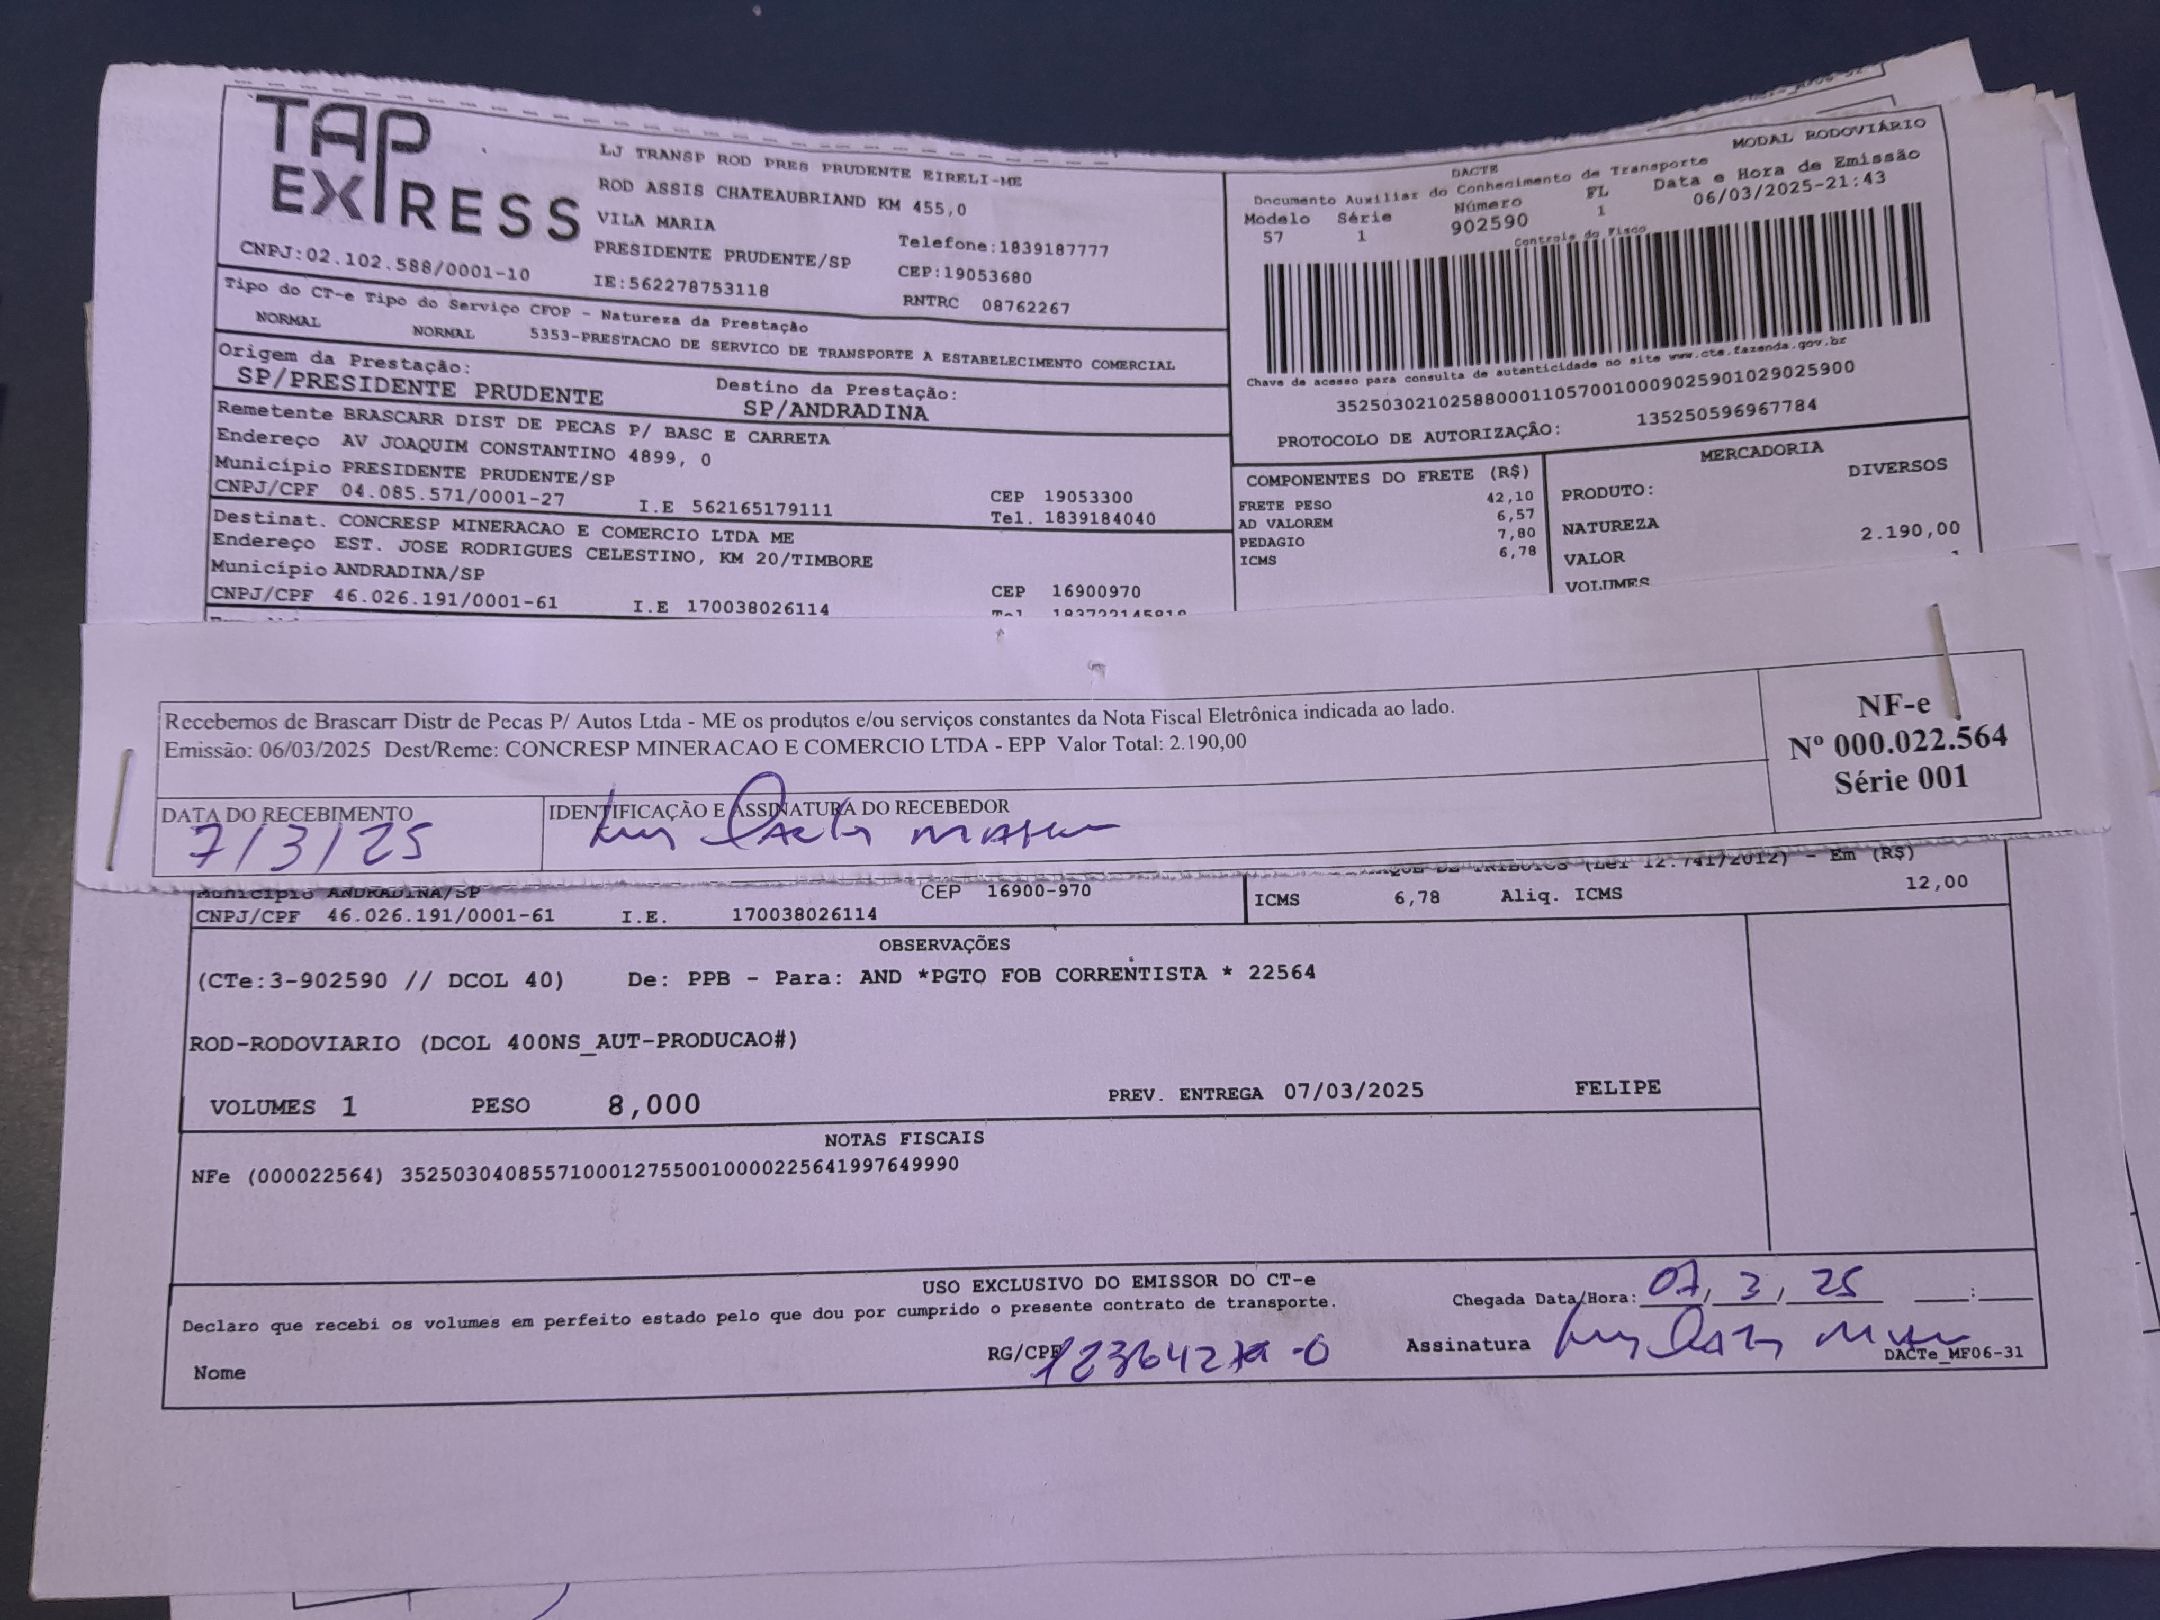 TAP
EXPRESS
CNPJ:02.102.588/0001-10
LJ TRANSP ROD PRES PRUDENTE EIRELI-ME
ROD ASSIS CHATEAUBRIAND KM 455,0
VILA MARIA
Telefone:1839187777
PRESIDENTE PRUDENTE/SP
CEP:19053680
IE:562278753118
RNTRC 08762267
DACTE
MODAL RODOVIÁRIO
Documento Auxiliar do Conhecimento de Transporte
Modelo Série Número FL Data e Hora de Emissão
57 1 902590 1 06/03/2025-21:43
Controle do Fisco
Chave de acesso para consulta de autenticidade no site www.cte.fazenda.gov.br
35250302102588000110570010009025901029025900
PROTOCOLO DE AUTORIZAÇÃO: 135250596967784
Tipo do CT-e Tipo do Serviço CFOP - Natureza da Prestação
NORMAL NORMAL 5353-PRESTACAO DE SERVICO DE TRANSPORTE A ESTABELECIMENTO COMERCIAL
Origem da Prestação: Destino da Prestação:
SP/PRESIDENTE PRUDENTE SP/ANDRADINA
Remetente BRASCARR DIST DE PECAS P/ BASC E CARRETA
Endereço AV JOAQUIM CONSTANTINO 4899, 0
Município PRESIDENTE PRUDENTE/SP CEP 19053300
CNPJ/CPF 04.085.571/0001-27 I.E 562165179111 Tel. 1839184040
Destinat. CONCRESP MINERACAO E COMERCIO LTDA ME
Endereço EST. JOSE RODRIGUES CELESTINO, KM 20/TIMBORE
Município ANDRADINA/SP CEP 16900970
CNPJ/CPF 46.026.191/0001-61 I.E 170038026114
COMPONENTES DO FRETE (R$)
FRETE PESO 42,10
AD VALOREM 6,57
PEDAGIO 7,80
ICMS 6,78
MERCADORIA
PRODUTO: DIVERSOS
NATUREZA
VALOR 2.190,00
VOLUMES
Recebemos de Brascarr Distr de Pecas P/ Autos Ltda - ME os produtos e/ou serviços constantes da Nota Fiscal Eletrônica indicada ao lado.
Emissão: 06/03/2025 Dest/Reme: CONCRESP MINERACAO E COMERCIO LTDA - EPP Valor Total: 2.190,00
NF-e
Nº 000.022.564
Série 001
DATA DO RECEBIMENTO IDENTIFICAÇÃO E ASSINATURA DO RECEBEDOR
7/3/25
(Lei 12.741/2012) - Em (R$)
Município ANDRADINA/SP CEP 16900-970
CNPJ/CPF 46.026.191/0001-61 I.E. 170038026114
ICMS 6,78 Aliq. ICMS 12,00
OBSERVAÇÕES
(CTe:3-902590 // DCOL 40) De: PPB - Para: AND *PGTO FOB CORRENTISTA * 22564
ROD-RODOVIARIO (DCOL 400NS_AUT-PRODUCAO#)
VOLUMES 1 PESO 8,000 PREV. ENTREGA 07/03/2025 FELIPE
NOTAS FISCAIS
NFe (000022564) 35250304085571000127550010000225641997649990
USO EXCLUSIVO DO EMISSOR DO CT-e
Declaro que recebi os volumes em perfeito estado pelo que dou por cumprido o presente contrato de transporte.
Chegada Data/Hora: 07/3/25 __:__
Nome RG/CPF Assinatura
DACTe_MF06-31